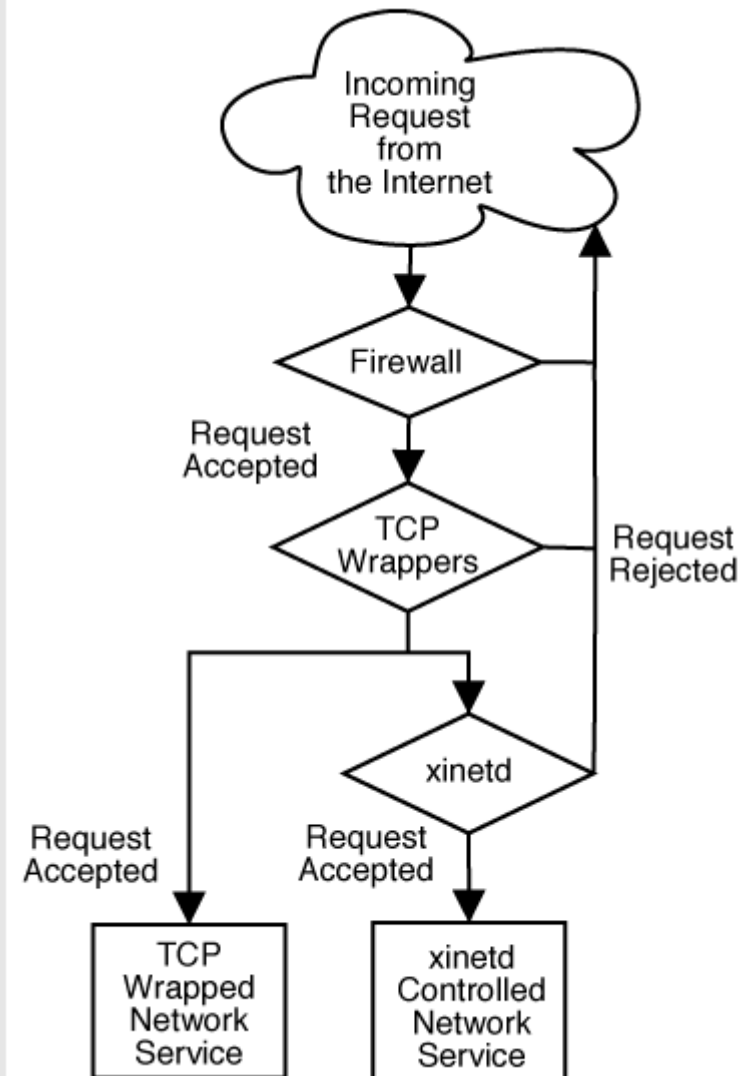 Incoming
Request
from
the Internet
Firewall
Request
Accepted
TCP
Wrappers
Request
Rejected
xinetd
Request
Accepted
Request
Accepted
TCP
Wrapped
Network
Service
xinetd
Controlled
Network
Service